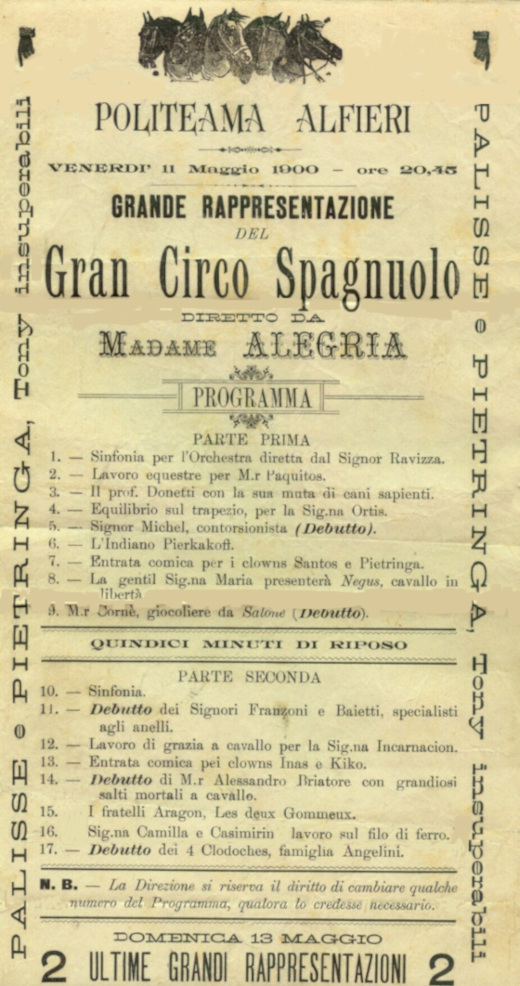 POLITEAMA ALFIERI
VENERDI' 11 Maggio 1900 - ore 20,45
GRANDE RAPPRESENTAZIONE
DEL
Gran Circo Spagnuolo
DIRETTO DA
MADAME ALEGRIA
PROGRAMMA
PARTE PRIMA
1. — Sinfonia per l'Orchestra diretta dal Signor Ravizza.
2. — Lavoro equestre per M.r Paquitos.
3. — Il prof. Donetti con la sua muta di cani sapienti.
4. — Equilibrio sul trapezio, per la Sig.na Ortis.
5. — Signor Michel, contorsionista (Debutto).
6. — L'Indiano Pierkakoff.
7. — Entrata comica per i clowns Santos e Pietringa.
8. — La gentil Sig.na Maria presenterà Negus, cavallo in
libertà
9. M.r Cornè, giocoliere da Salone (Debutto).
QUINDICI MINUTI DI RIPOSO
PARTE SECONDA
10. — Sinfonia.
11. — Debutto dei Signori Franzoni e Baietti, specialisti
agli anelli.
12. — Lavoro di grazia a cavallo per la Sig.na Incarnacion.
13. — Entrata comica pei clowns Inas e Kiko.
14. — Debutto di M.r Alessandro Briatore con grandiosi
salti mortali a cavallo.
15. I fratelli Aragon, Les deux Gommeux.
16. Sig.na Camilla e Casimirin lavoro sul filo di ferro.
17. — Debutto dei 4 Clodoches, famiglia Angelini.
N. B. — La Direzione si riserva il diritto di cambiare qualche
numero del Programma, qualora lo credesse necessario.
DOMENICA 13 MAGGIO
2 ULTIME GRANDI RAPPRESENTAZIONI 2
PALISSE e PIETRINGA, Tony insuperabili
PALISSE e PIETRINGA, Tony insuperabili